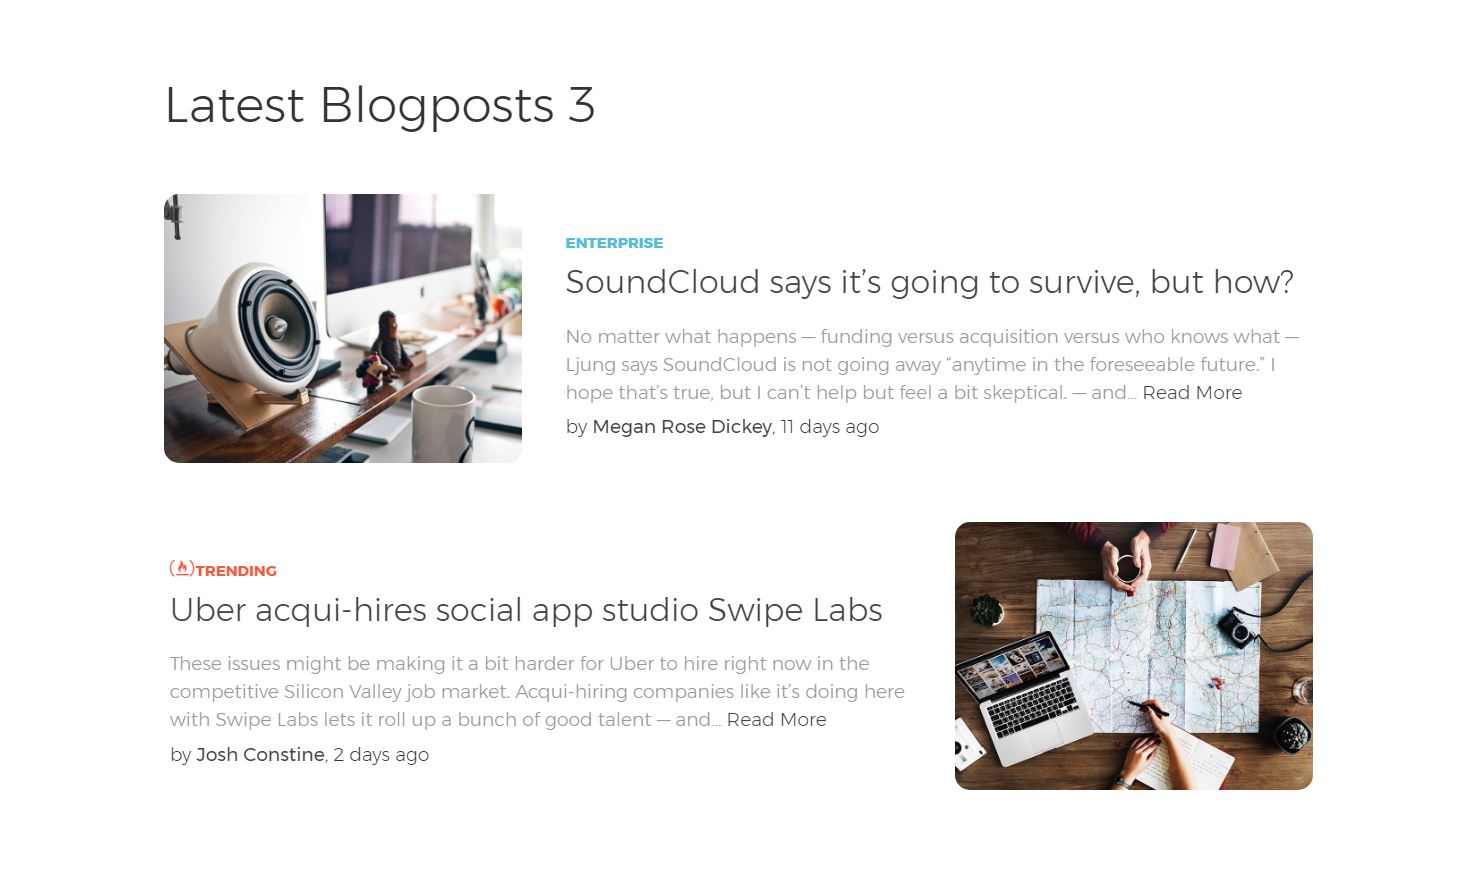 Latest Blogposts 3
ENTERPRISE
SoundCloud says it’s going to survive, but how?
No matter what happens — funding versus acquisition versus who knows what —
Ljung says SoundCloud is not going away “anytime in the foreseeable future.” I
hope that’s true, but I can’t help but feel a bit skeptical. — and… Read More
by Megan Rose Dickey, 11 days ago
TRENDING
Uber acqui-hires social app studio Swipe Labs
These issues might be making it a bit harder for Uber to hire right now in the
competitive Silicon Valley job market. Acqui-hiring companies like it’s doing here
with Swipe Labs lets it roll up a bunch of good talent — and… Read More
by Josh Constine, 2 days ago